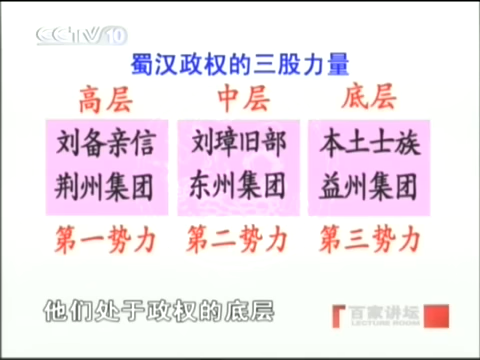 CCTV 10
蜀汉政权的三股力量
高层 中层 底层
刘备亲信 刘璋旧部 本土士族
荆州集团 东州集团 益州集团
第一势力 第二势力 第三势力
他们处于政权的底层
百家讲坛
LECTURE ROOM